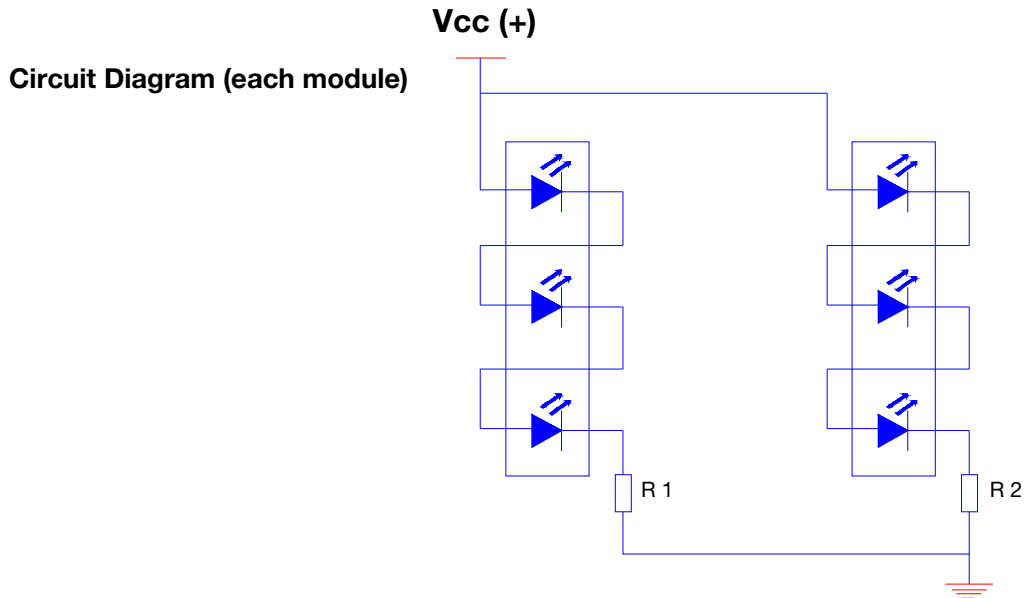 Vcc (+)
Circuit Diagram (each module)
R 1
R 2